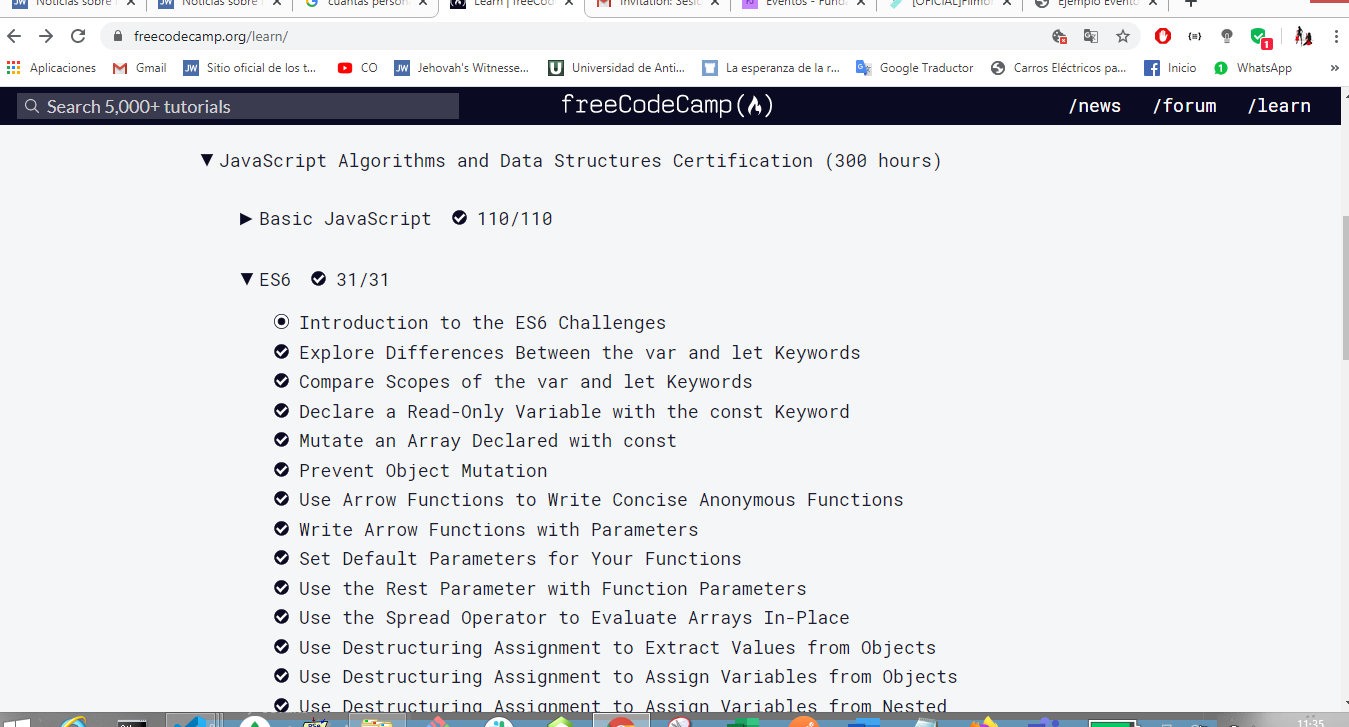 Noticias sobre
Noticias sobre
cuantas person
Learn | freeCod
Invitation: Sesio
Eventos - Funda
[OFICIAL]Filmor
Ejemplo Evento
freecodecamp.org/learn/
1
Aplicaciones
Gmail
Sitio oficial de los t...
CO
Jehovah's Witnesse...
Universidad de Anti...
La esperanza de la r...
Google Traductor
Carros Eléctricos pa...
Inicio
1 WhatsApp
»
Search 5,000+ tutorials
freeCodeCamp
/news
/forum
/learn
JavaScript Algorithms and Data Structures Certification (300 hours)
Basic JavaScript 110/110
ES6 31/31
Introduction to the ES6 Challenges
Explore Differences Between the var and let Keywords
Compare Scopes of the var and let Keywords
Declare a Read-Only Variable with the const Keyword
Mutate an Array Declared with const
Prevent Object Mutation
Use Arrow Functions to Write Concise Anonymous Functions
Write Arrow Functions with Parameters
Set Default Parameters for Your Functions
Use the Rest Parameter with Function Parameters
Use the Spread Operator to Evaluate Arrays In-Place
Use Destructuring Assignment to Extract Values from Objects
Use Destructuring Assignment to Assign Variables from Objects
Use Destructuring Assignment to Assign Variables from Nested
11:35